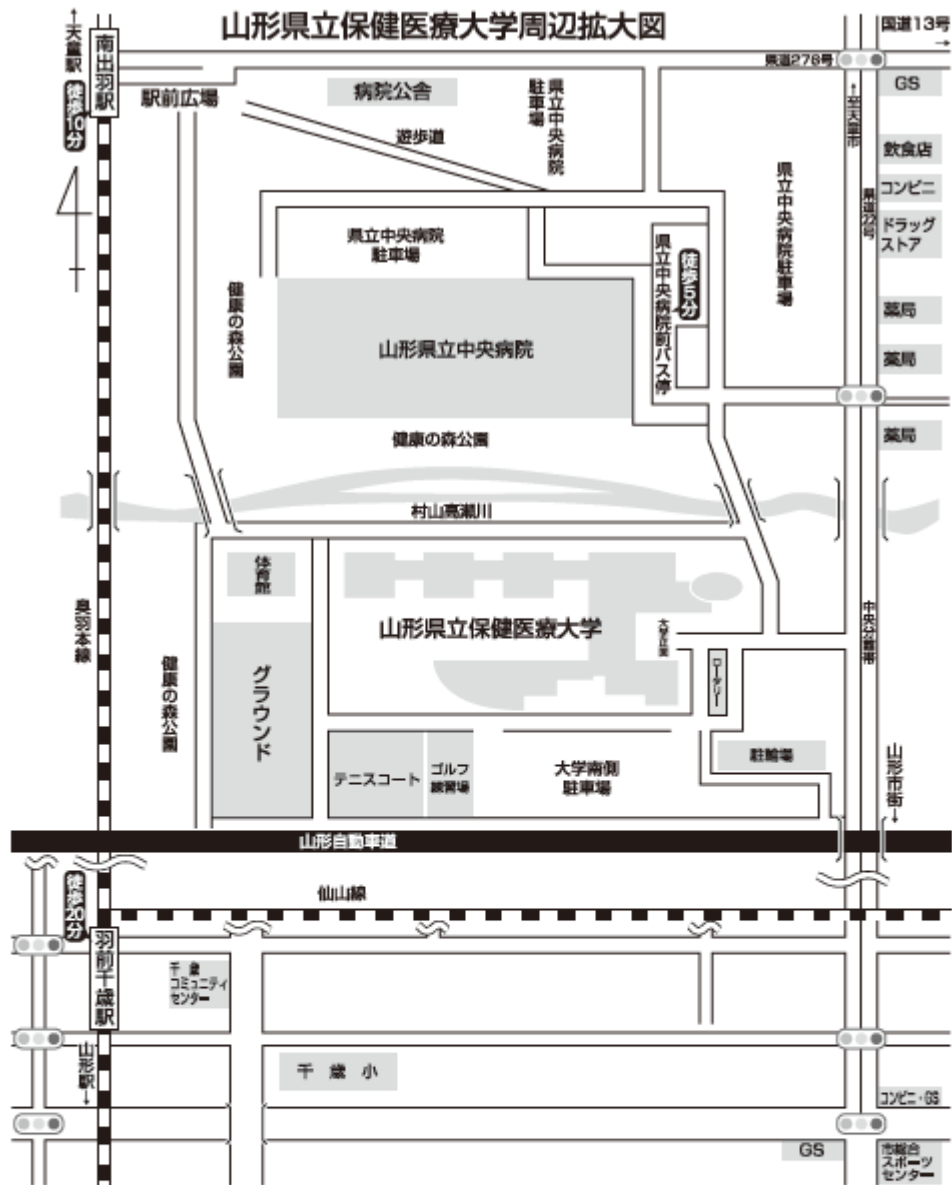 山形県立保健医療大学周辺拡大図
国道13号
→
↑天童駅
南出羽駅
徒歩10分
県道276号
駅前広場
病院公舎
県立中央病院
駐車場
遊歩道
↑至天童市
GS
飲食店
コンビニ
ドラッグ
ストア
県道22号
県立中央病院駐車場
県立中央病院
駐車場
県立中央病院前バス停
徒歩5分
健康の森公園
山形県立中央病院
薬局
薬局
薬局
健康の森公園
村山高瀬川
体育館
山形県立保健医療大学
大学正面
ロータリー
中央分離帯
奥羽本線
健康の森公園
グラウンド
テニスコート
ゴルフ
練習場
大学南側
駐車場
駐輪場
山形市街→
山形自動車道
仙山線
徒歩20分
羽前千歳駅
千歳
コミュニティ
センター
山形駅→
千歳小
コンビニ・GS
GS
市総合
スポーツ
センター